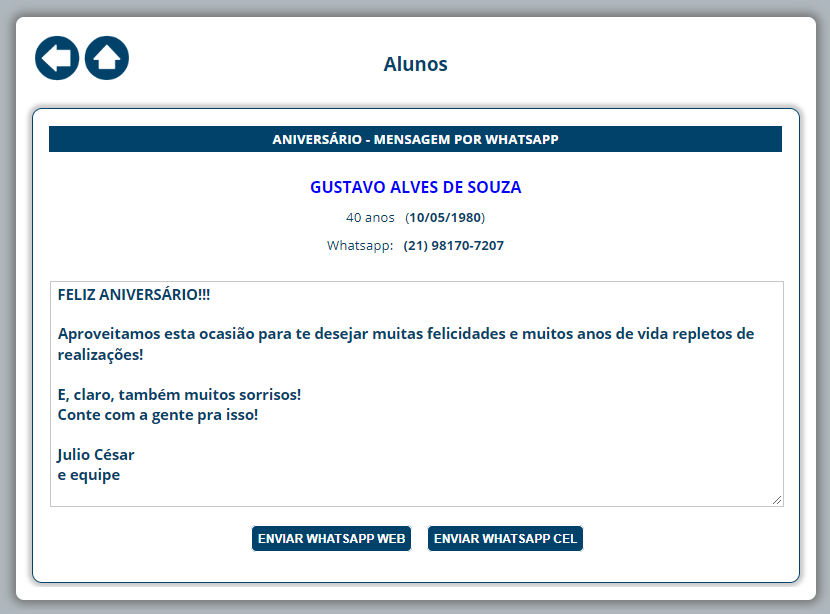 Alunos
ANIVERSÁRIO - MENSAGEM POR WHATSAPP
GUSTAVO ALVES DE SOUZA
40 anos (10/05/1980)
Whatsapp: (21) 98170-7207
FELIZ ANIVERSÁRIO!!!
Aproveitamos esta ocasião para te desejar muitas felicidades e muitos anos de vida repletos de
realizações!
E, claro, também muitos sorrisos!
Conte com a gente pra isso!
Julio César
e equipe
ENVIAR WHATSAPP WEB ENVIAR WHATSAPP CEL